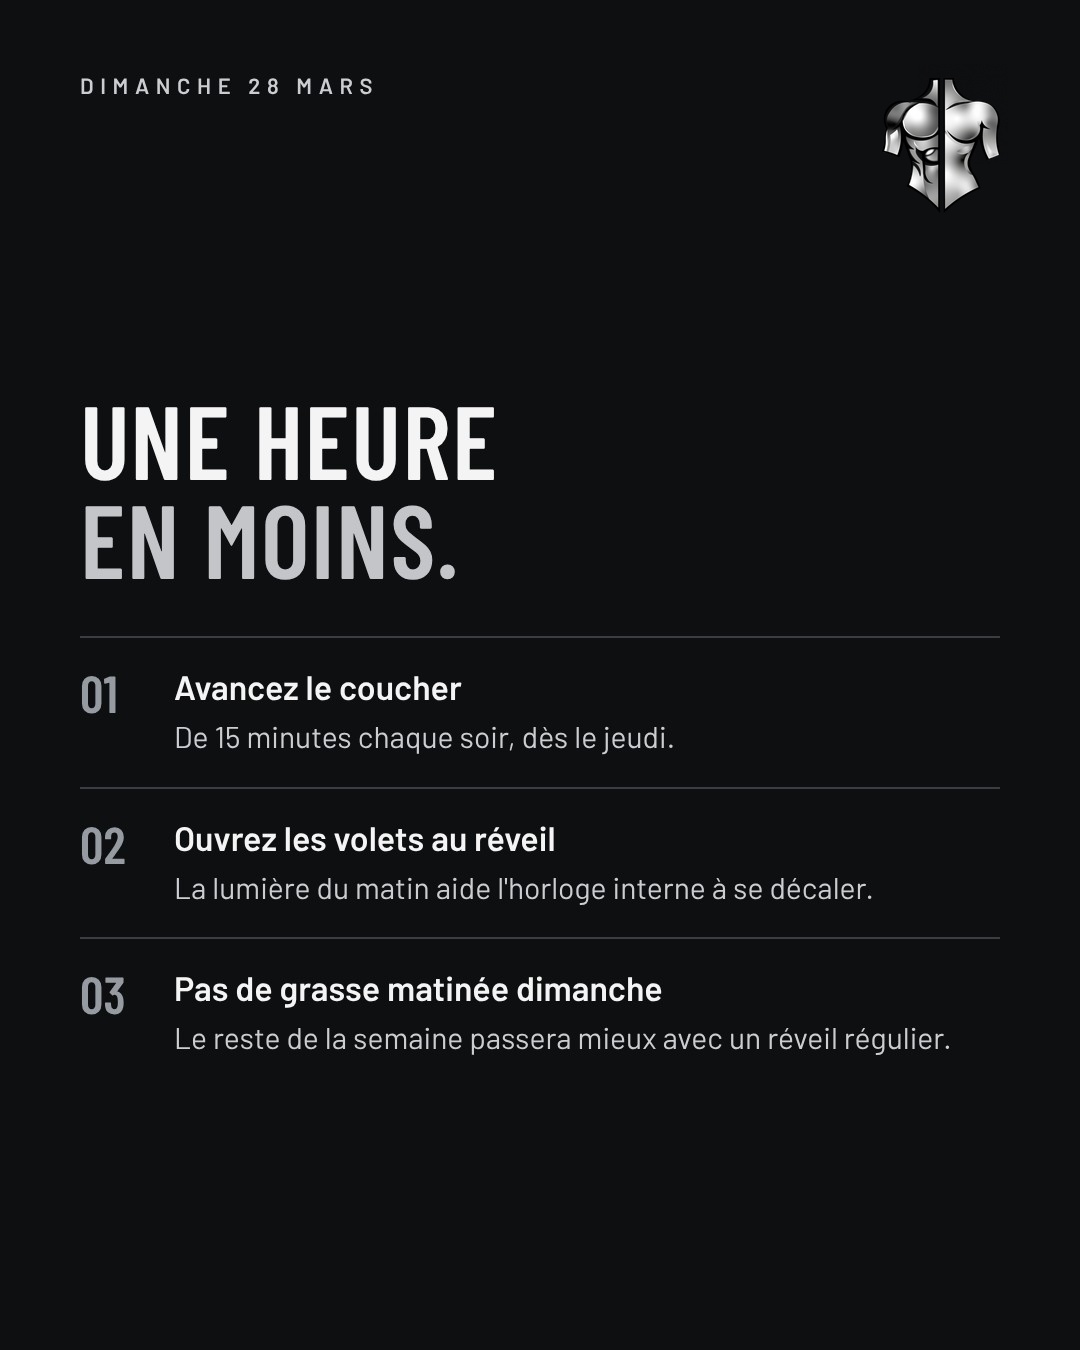 DIMANCHE 28 MARS
UNE HEURE
EN MOINS.
01
Avancez le coucher
De 15 minutes chaque soir, dès le jeudi.
02
Ouvrez les volets au réveil
La lumière du matin aide l'horloge interne à se décaler.
03
Pas de grasse matinée dimanche
Le reste de la semaine passera mieux avec un réveil régulier.